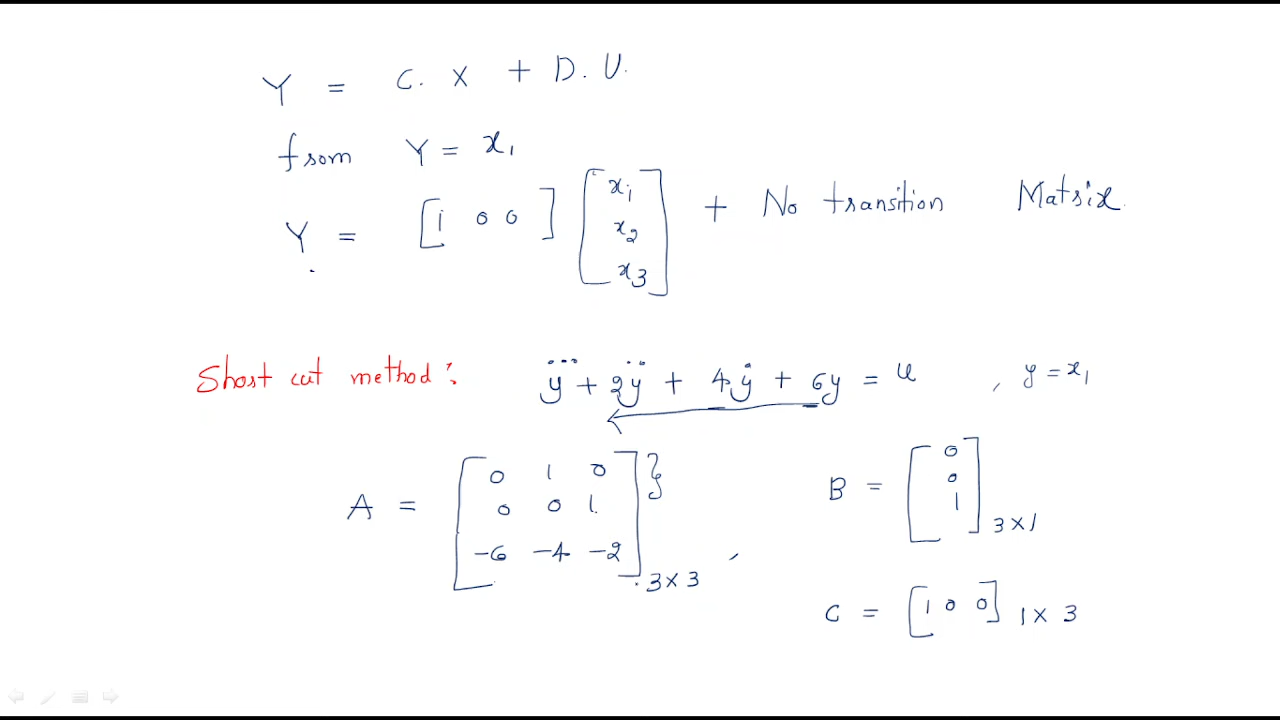 Y = C. X + D. U.
from Y = x₁
Y = [1 0 0] [x₁ x₂ x₃] + No transition Matrix
Short cut method : y⃛ + 2ÿ + 4ẏ + 6y = u , y = x₁
A = [0 1 0
0 0 1.
-6 -4 -2] 3×3 ,
B = [0
0
1] 3×1
C = [1 0 0] 1×3